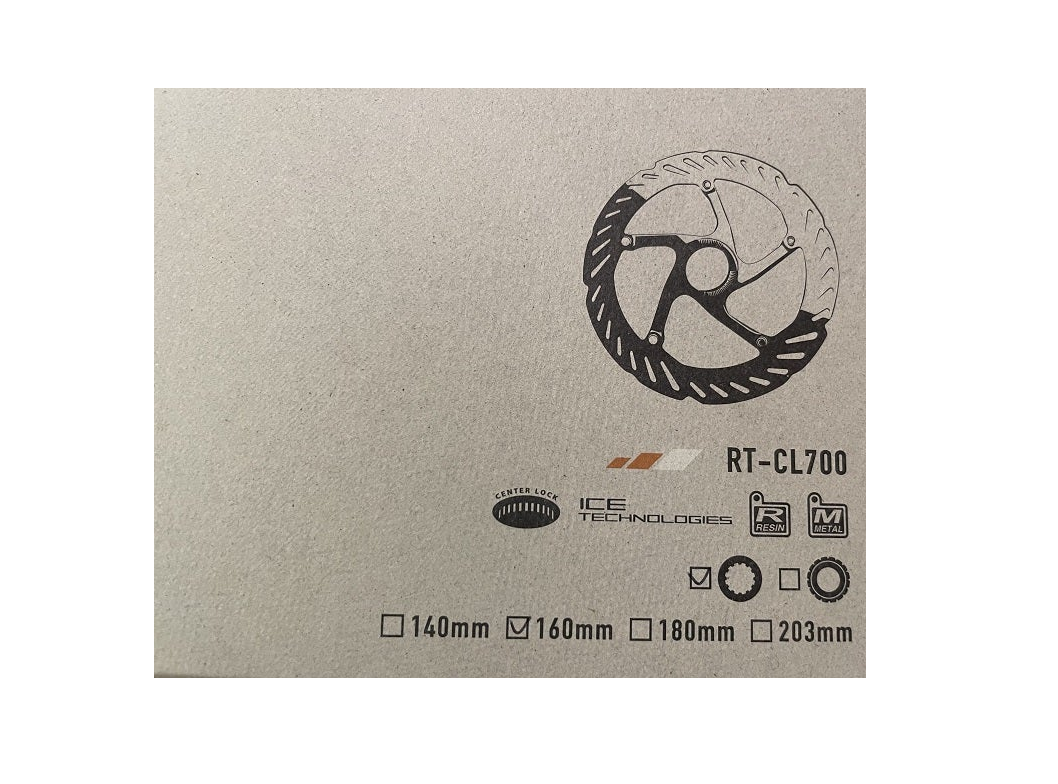 RT-CL700
CENTER LOCK ICE TECHNOLOGIES R RESIN M METAL
140mm 160mm 180mm 203mm